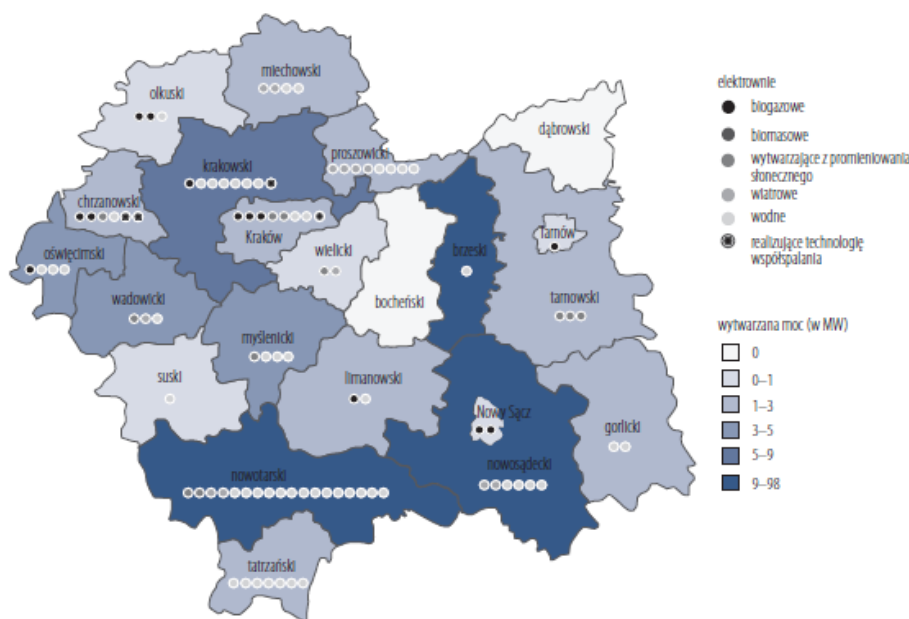 miechowski
olkuski
dąbrowski
proszowicki
krakowski
chrzanowski
Kraków
Tarnów
wielicki
brzeski
oświęcimski
wadowicki
bocheński
tarnowski
myślenicki
suski
limanowski
Nowy Sącz
gorlicki
nowotarski
nowosądecki
tatrzański
elektrownie
biogazowe
biomasowe
wytwarzające z promieniowania
słonecznego
wiatrowe
wodne
realizujące technologię
współspalania
wytwarzana moc (w MW)
0
0–1
1–3
3–5
5–9
9–98